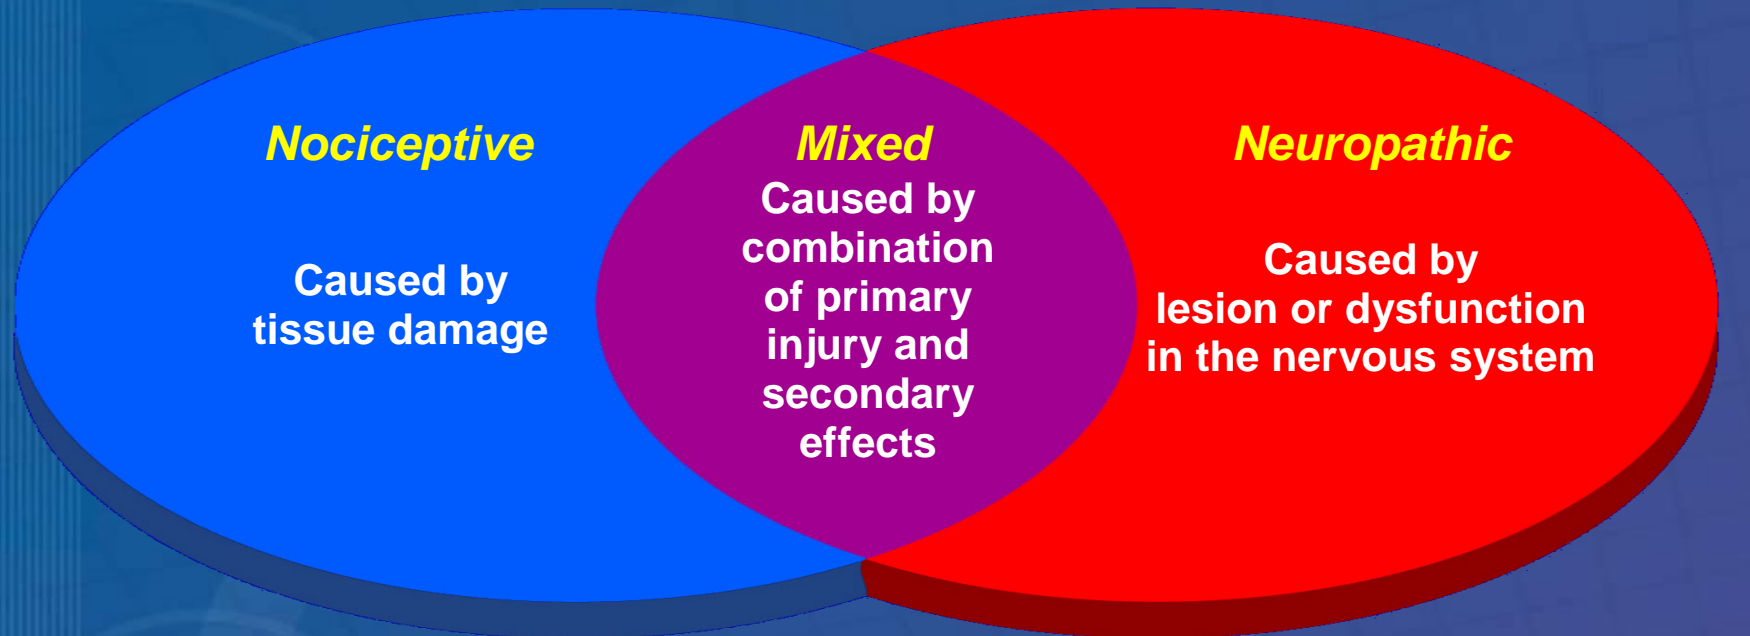 Nociceptive
Caused by
tissue damage
Mixed
Caused by
combination
of primary
injury and
secondary
effects
Neuropathic
Caused by
lesion or dysfunction
in the nervous system